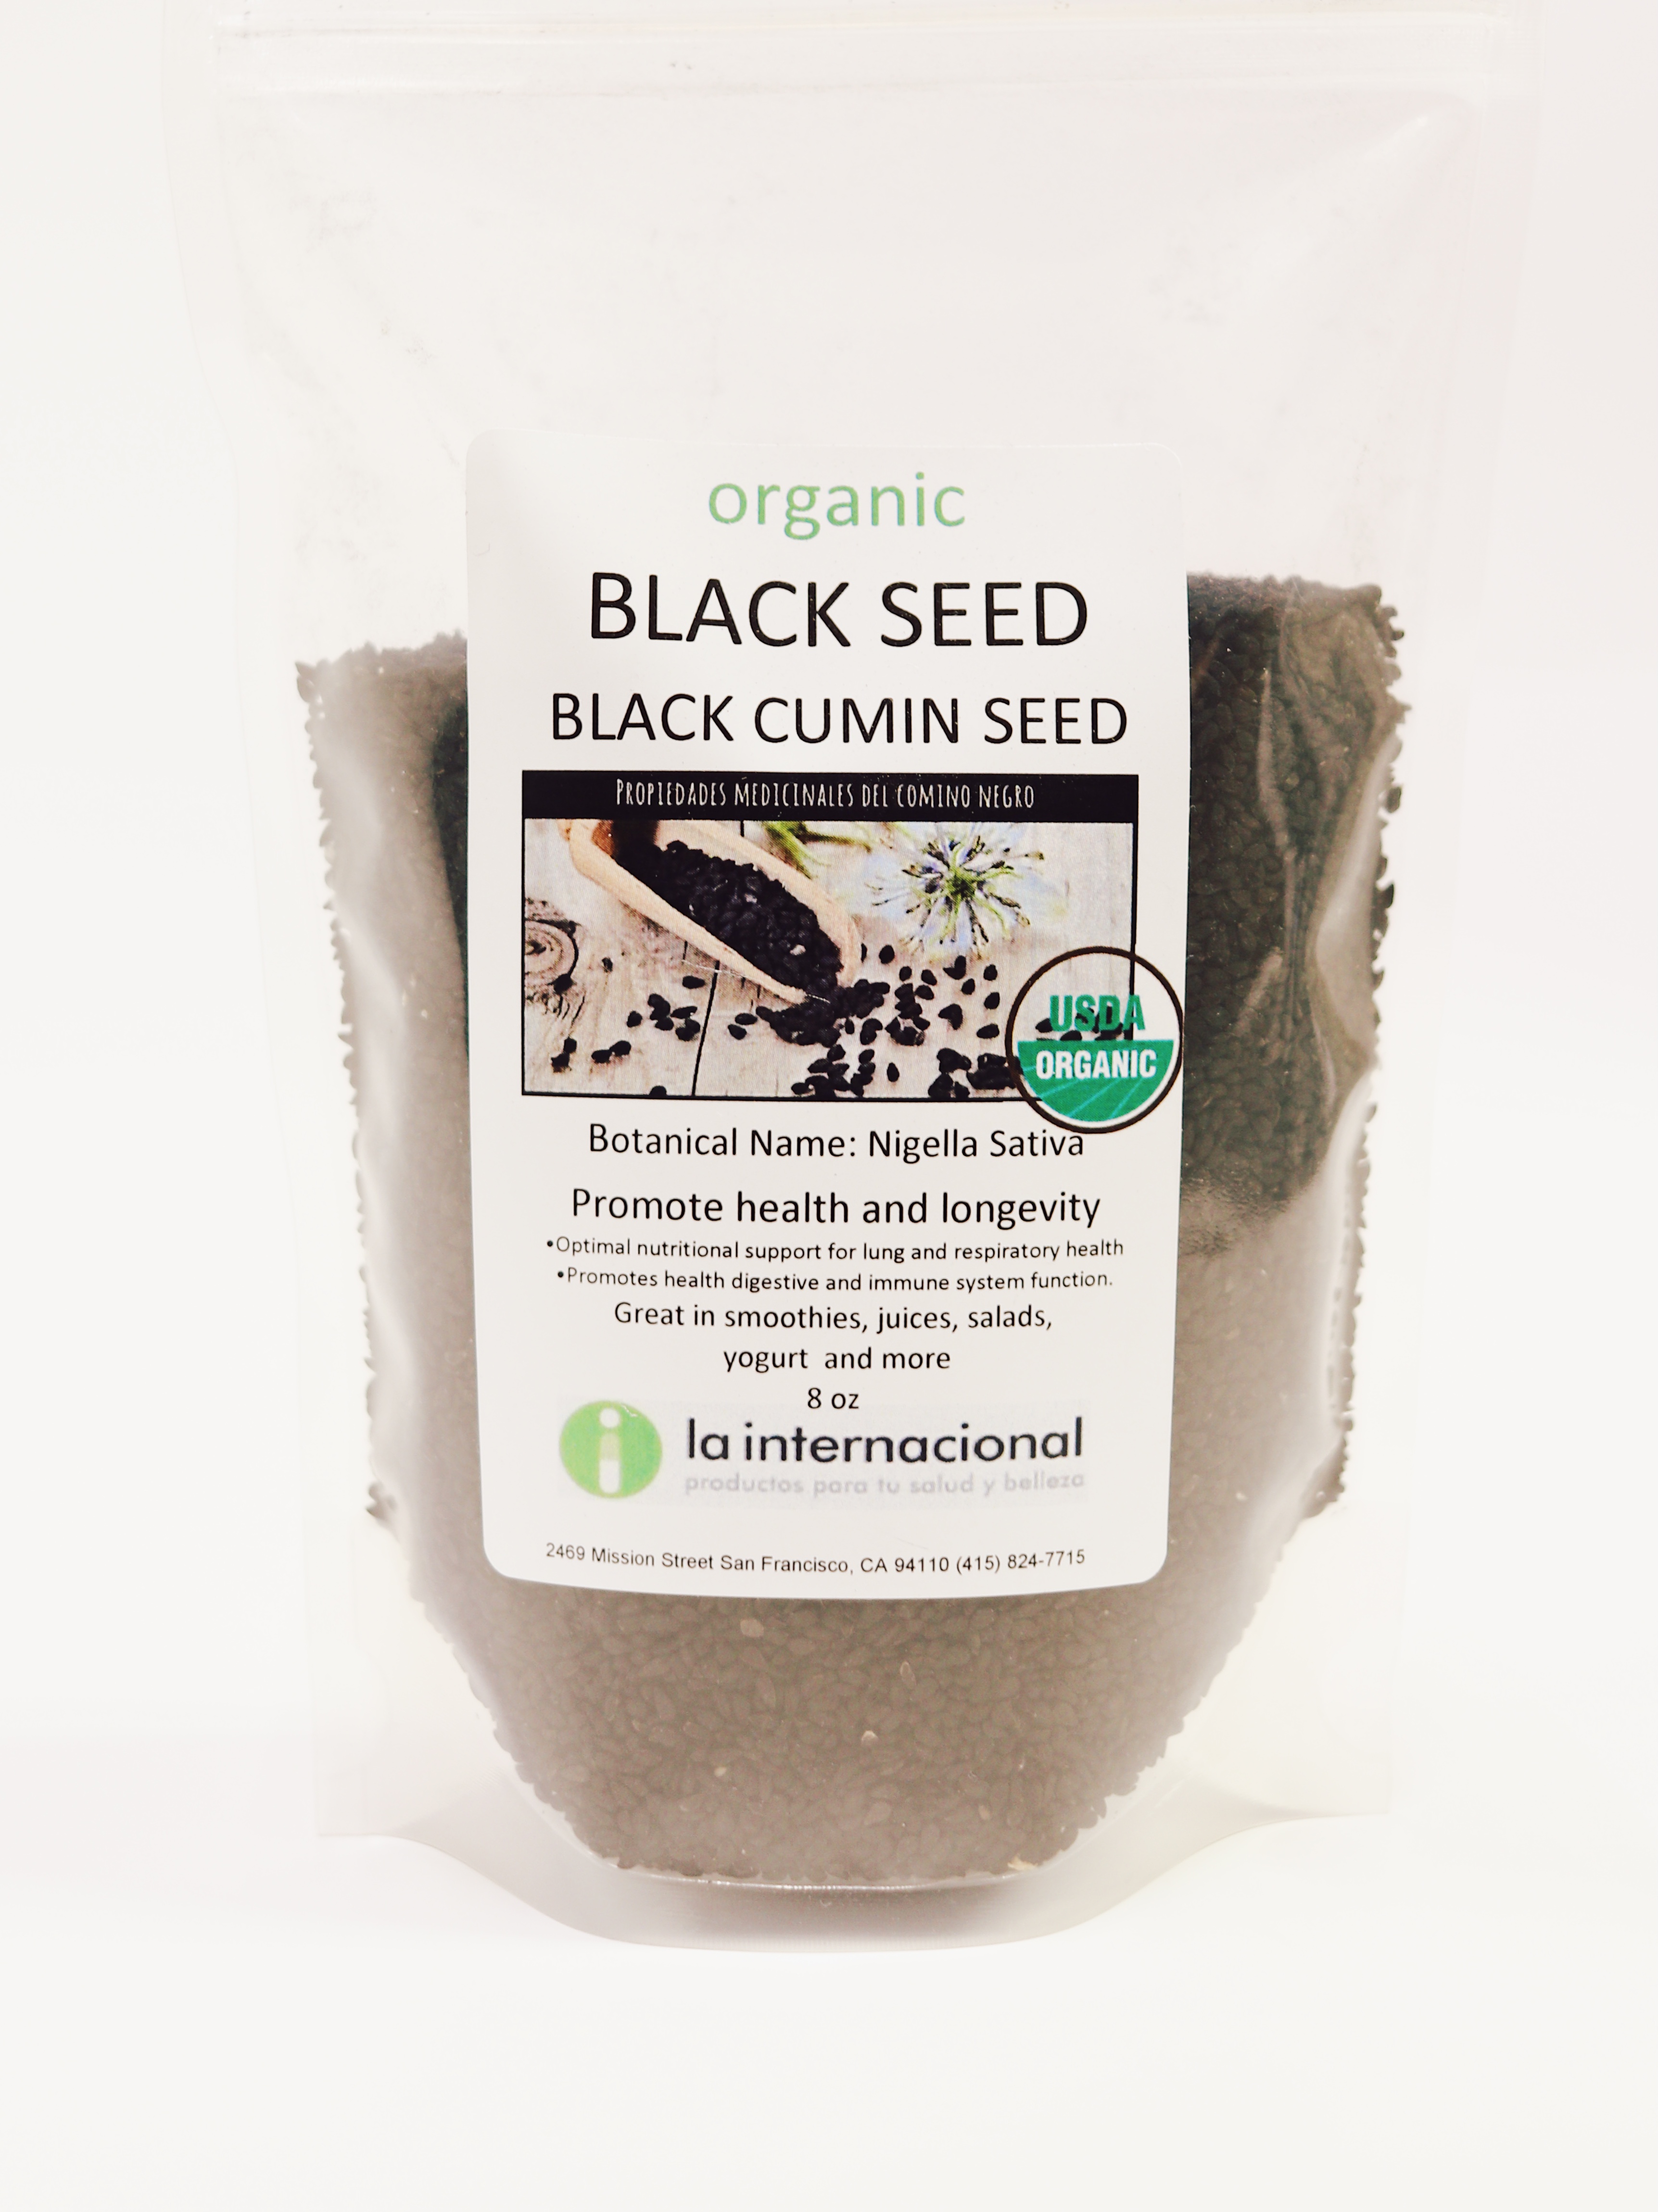 organic
BLACK SEED
BLACK CUMIN SEED
PROPIEDADES MEDICINALES DEL COMINO NEGRO
USDA
ORGANIC
Botanical Name: Nigella Sativa
Promote health and longevity
•Optimal nutritional support for lung and respiratory health
•Promotes health digestive and immune system function.
Great in smoothies, juices, salads,
yogurt and more
8 oz
i la internacional
productos para tu salud y belleza
2469 Mission Street San Francisco, CA 94110 (415) 824-7715